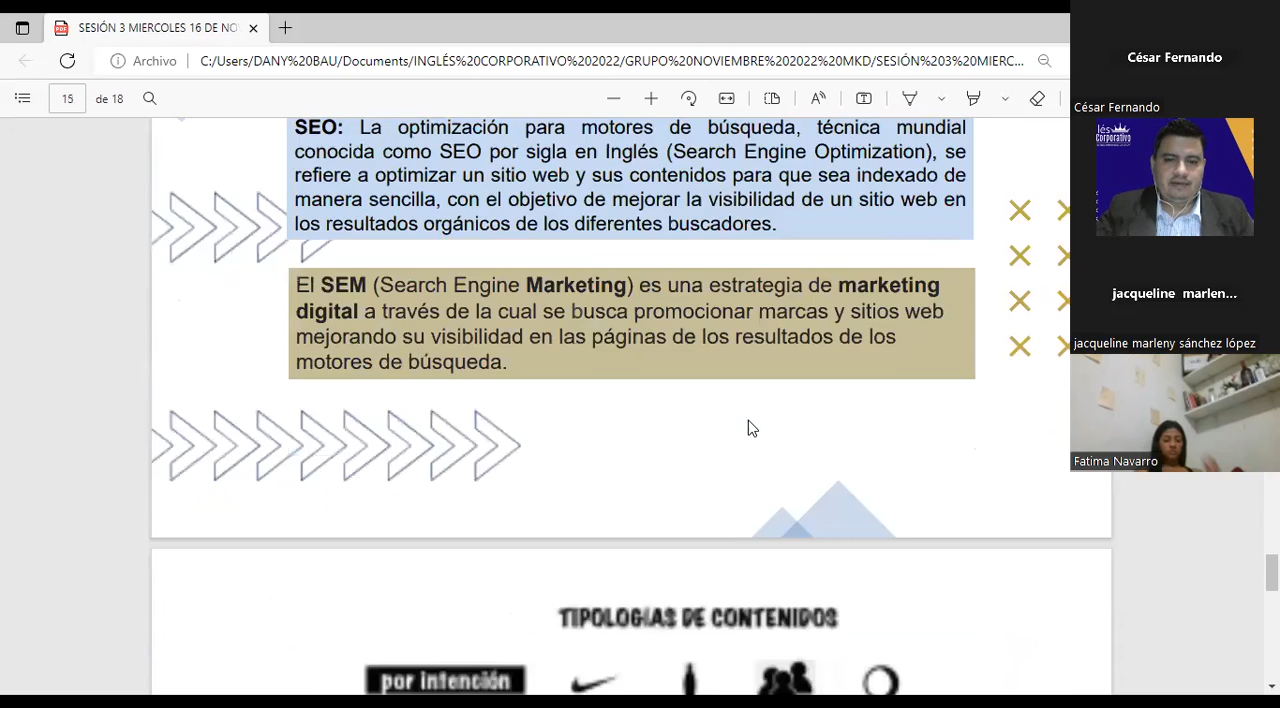 SESIÓN 3 MIERCOLES 16 DE NO
Archivo
C:/Users/DANY%20BAU/Documents/INGLÉS%20CORPORATIVO%202022/GRUPO%20NOVIEMBRE%202022%20MKD/SESIÓN%203%20MIERC...
15 de 18
SEO: La optimización para motores de búsqueda, técnica mundial
conocida como SEO por sigla en Inglés (Search Engine Optimization), se
refiere a optimizar un sitio web y sus contenidos para que sea indexado de
manera sencilla, con el objetivo de mejorar la visibilidad de un sitio web en
los resultados orgánicos de los diferentes buscadores.
El SEM (Search Engine Marketing) es una estrategia de marketing
digital a través de la cual se busca promocionar marcas y sitios web
mejorando su visibilidad en las páginas de los resultados de los
motores de búsqueda.
TIPOLOGÍAS DE CONTENIDOS
por intención
César Fernando
César Fernando
lés
Corporativo
jacqueline marlen...
jacqueline marleny sánchez lópez
Fatima Navarro